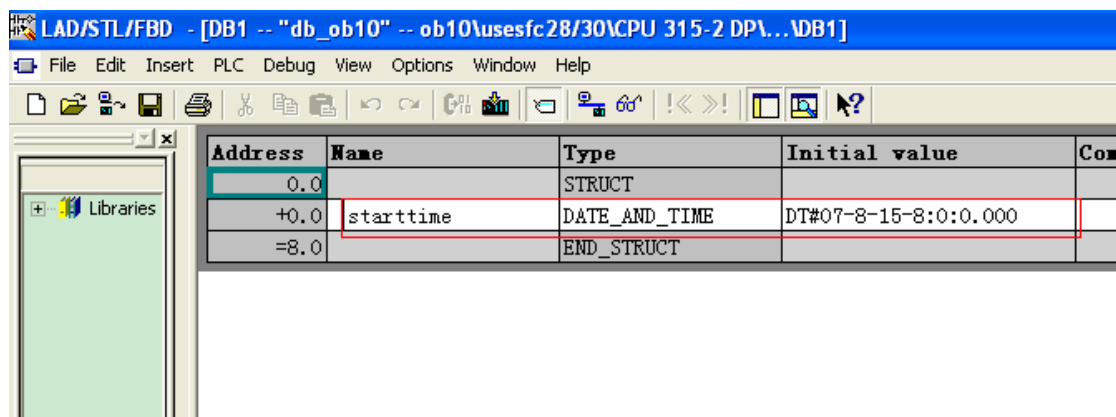 LAD/STL/FBD - [DB1 -- "db_ob10" -- ob10\usesfc28/30\CPU 315-2 DP\...\DB1]
File Edit Insert PLC Debug View Options Window Help
Address Name Type Initial value
0.0 STRUCT
Libraries
+0.0 starttime DATE_AND_TIME DT#07-8-15-8:0:0.000
=8.0 END_STRUCT